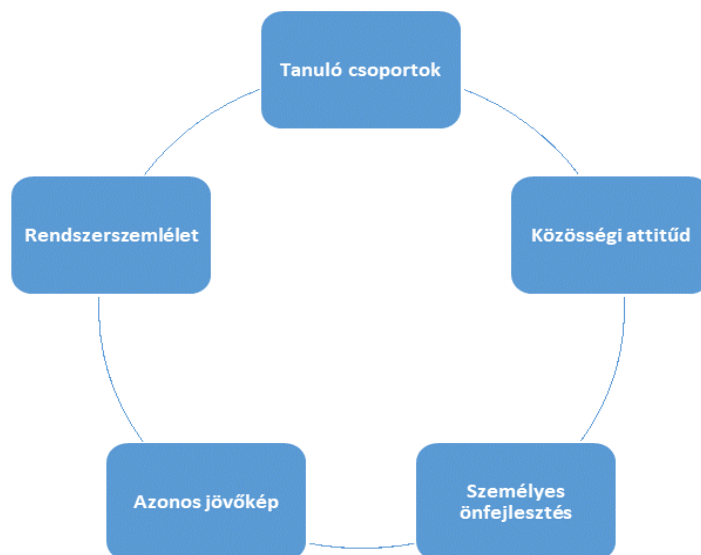 Tanuló csoportok
Közösségi attitűd
Személyes
önfejlesztés
Azonos jövőkép
Rendszerszemlélet